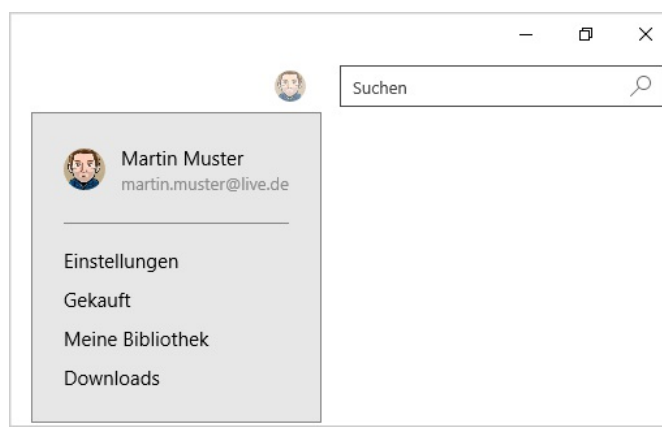 Suchen
Martin Muster
martin.muster@live.de
Einstellungen
Gekauft
Meine Bibliothek
Downloads